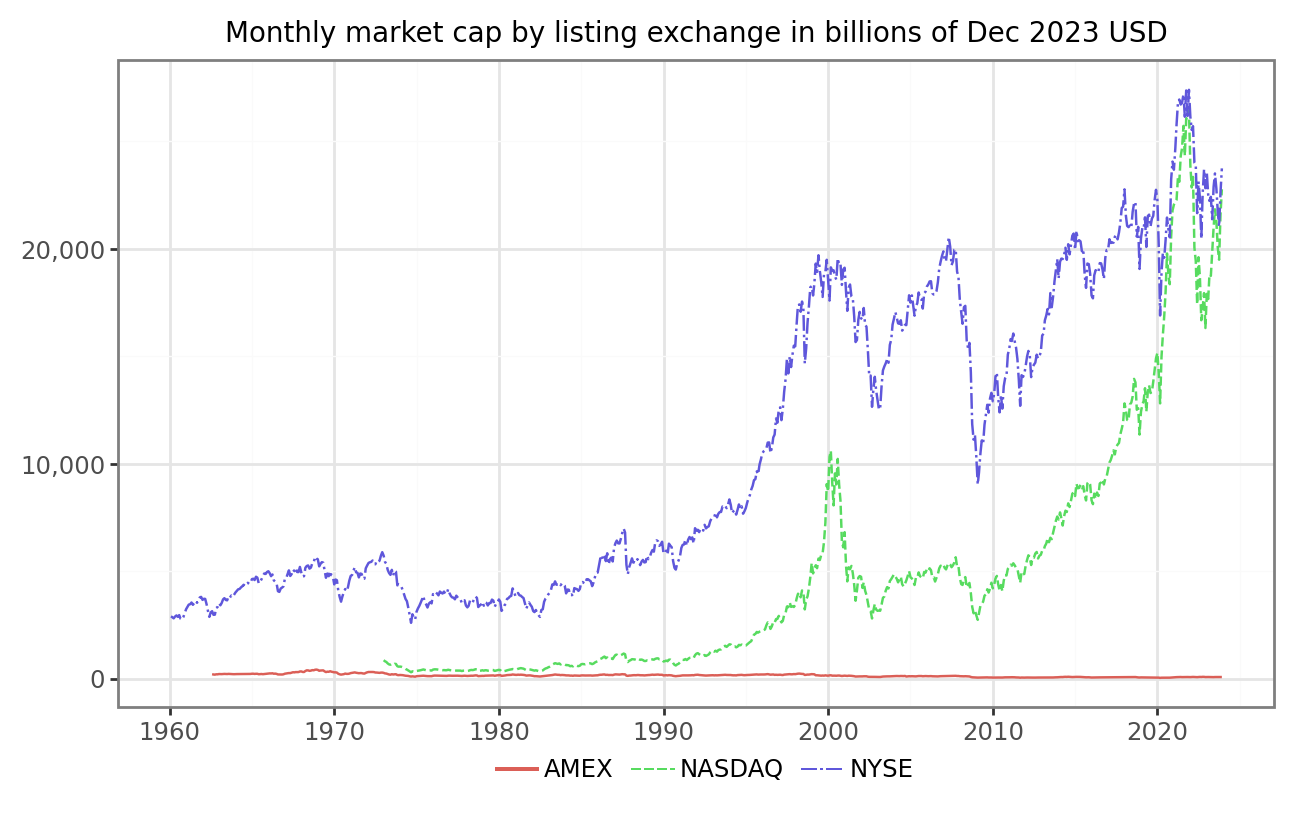 Monthly market cap by listing exchange in billions of Dec 2023 USD
20,000
10,000
0
1960 1970 1980 1990 2000 2010 2020
AMEX NASDAQ NYSE